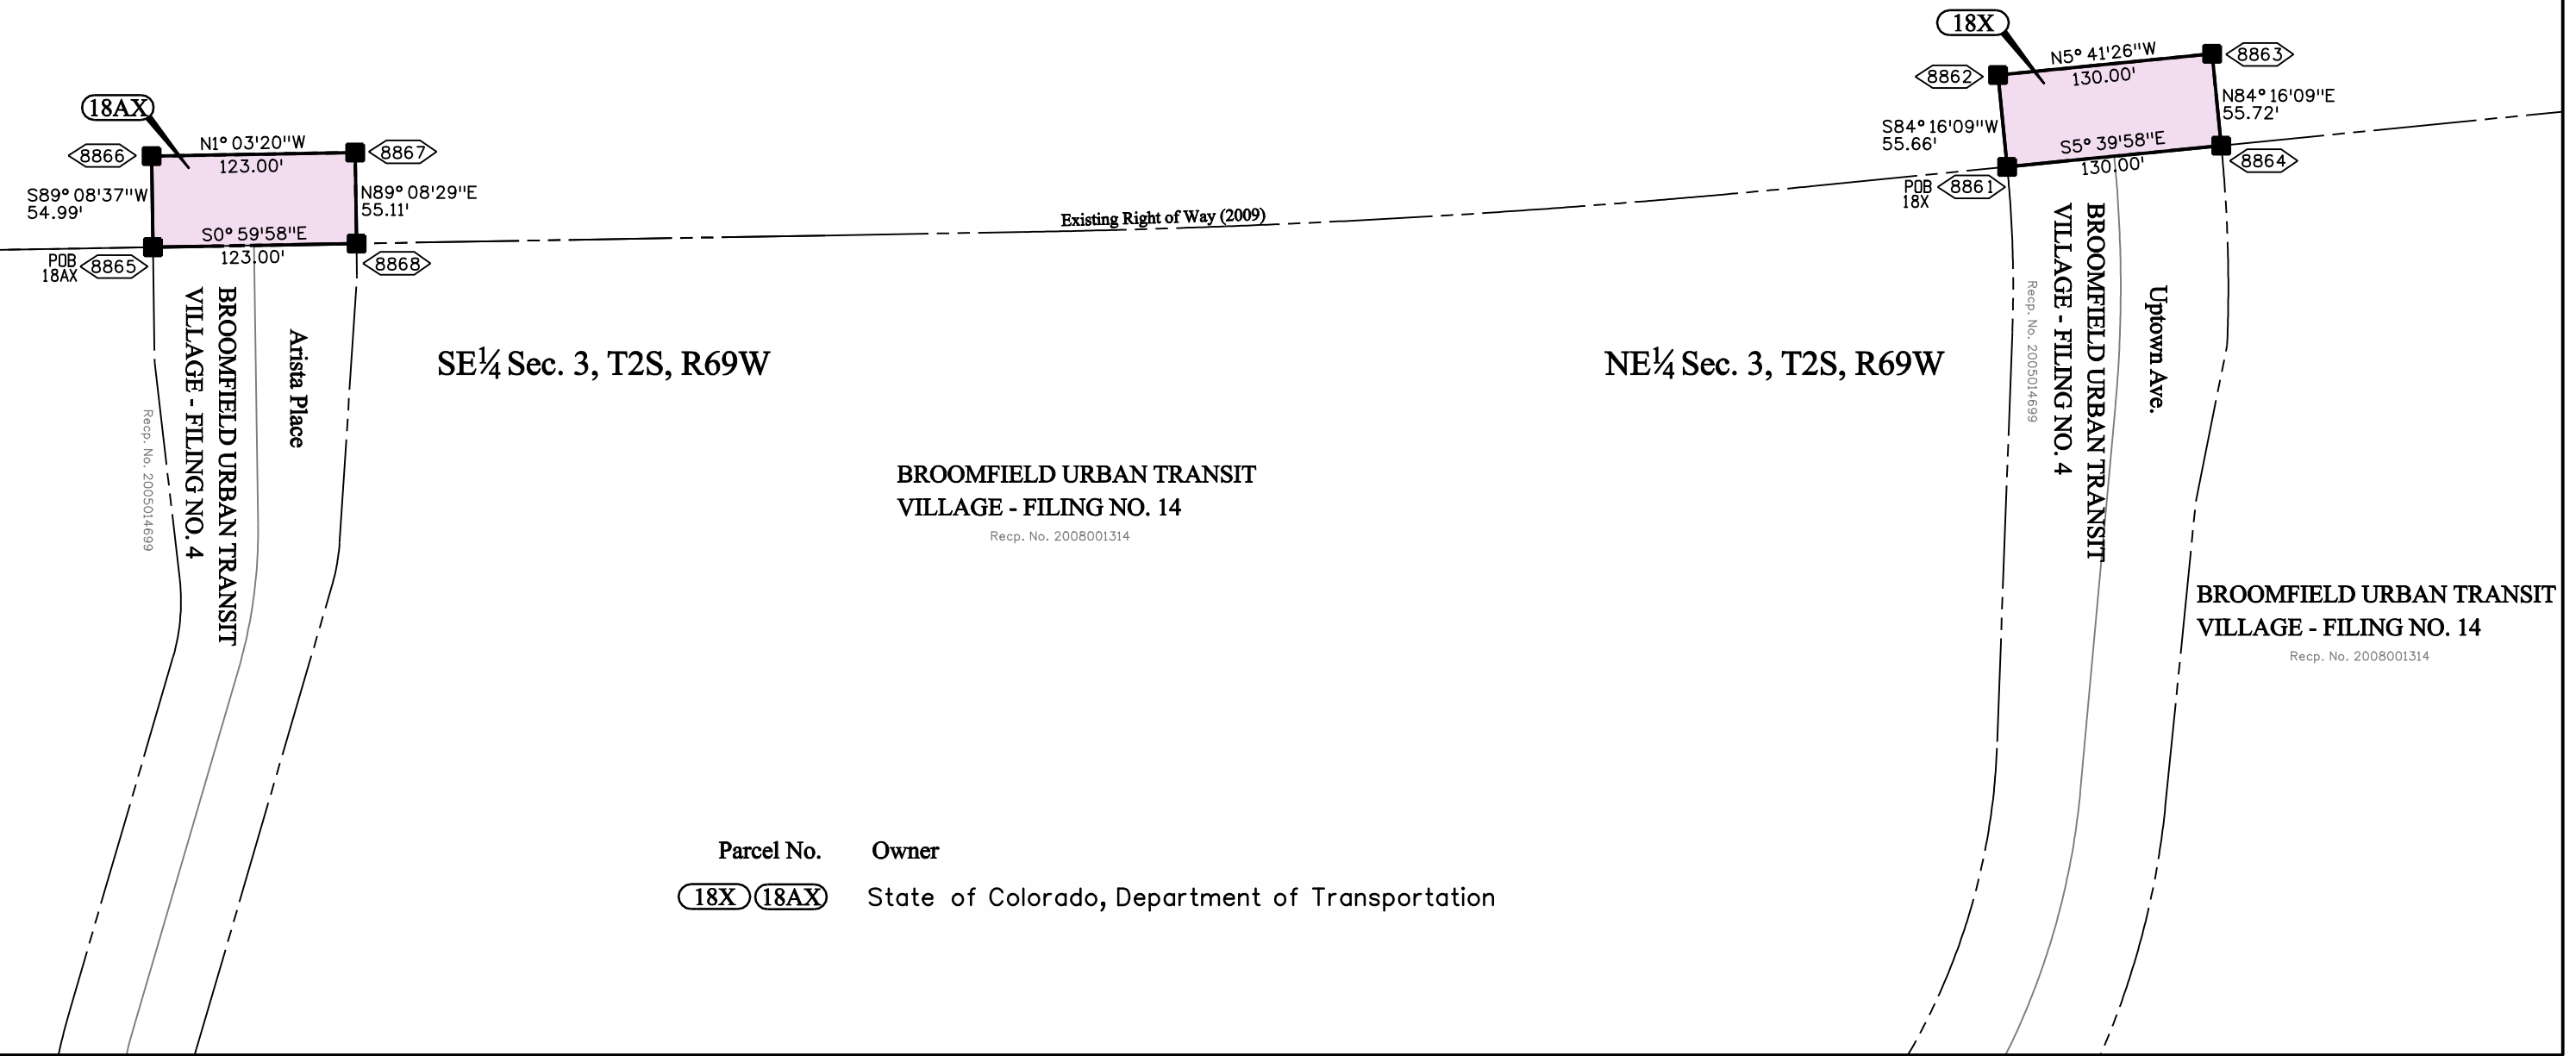 18X
N5° 41'26"W
130.00'
8862
8863
S84° 16'09"W
55.66'
N84° 16'09"E
55.72'
S5° 39'58"E
130.00'
POB
18X
8861
8864
18AX
N1° 03'20"W
123.00'
8866
8867
S89° 08'37"W
54.99'
N89° 08'29"E
55.11'
S0° 59'58"E
123.00'
POB
18AX
8865
8868
Existing Right of Way (2009)
BROOMFIELD URBAN TRANSIT
VILLAGE - FILING NO. 4
Recp. No. 2005014699
Arista Place
SE¼ Sec. 3, T2S, R69W
NE¼ Sec. 3, T2S, R69W
BROOMFIELD URBAN TRANSIT
VILLAGE - FILING NO. 4
Recp. No. 2005014699
Uptown Ave.
BROOMFIELD URBAN TRANSIT
VILLAGE - FILING NO. 14
Recp. No. 2008001314
BROOMFIELD URBAN TRANSIT
VILLAGE - FILING NO. 14
Recp. No. 2008001314
Parcel No. Owner
18X 18AX State of Colorado, Department of Transportation